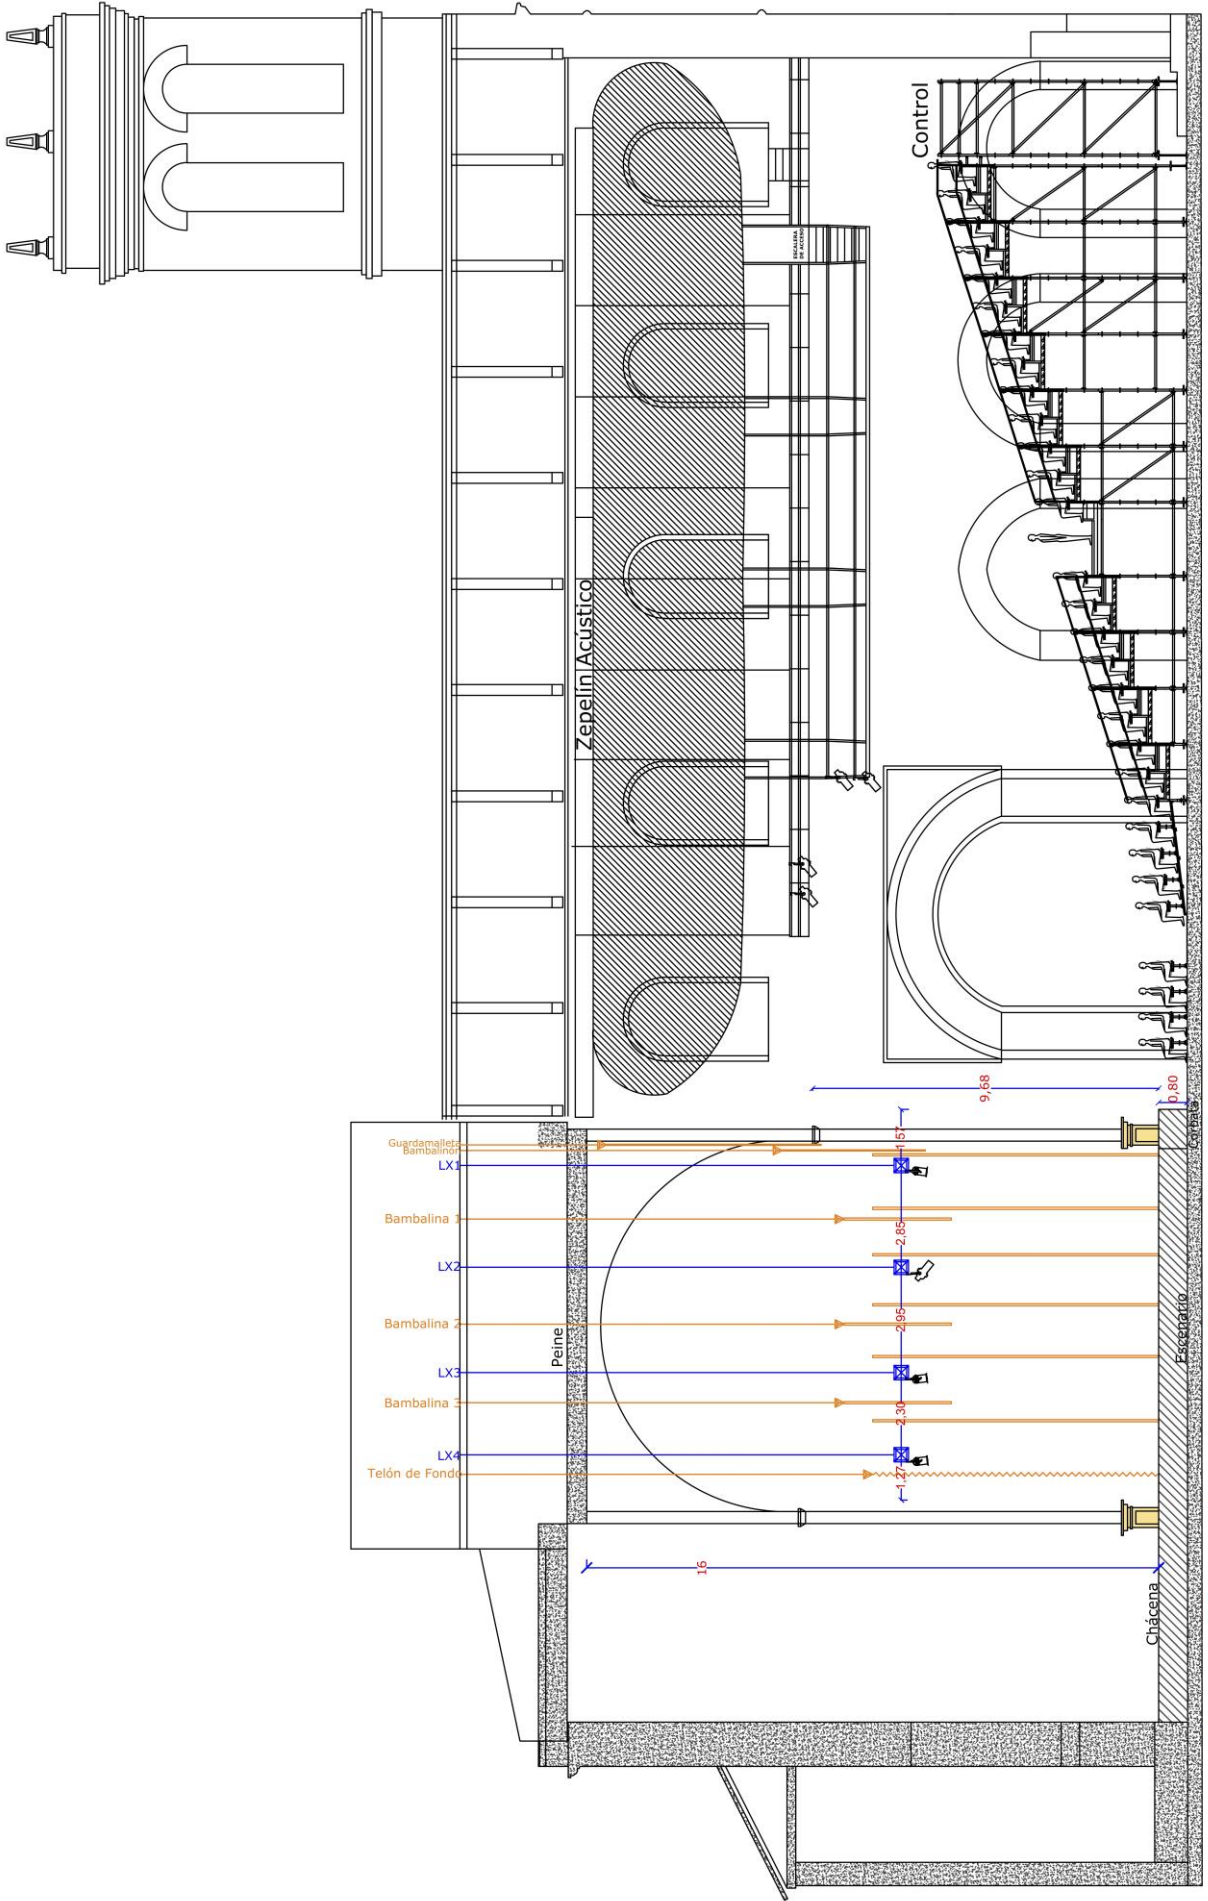 Control
ESCALERA
DE ACCESO
Zepelín Acústico
9,68
0,80
Corbata
Guardamalleta
Bambalinón
1,57
LX1
Bambalina 1
2,85
LX2
Bambalina 2
2,95
Peine
Escenario
LX3
Bambalina 3
2,30
LX4
Telón de Fondo
1,27
16
Chácena